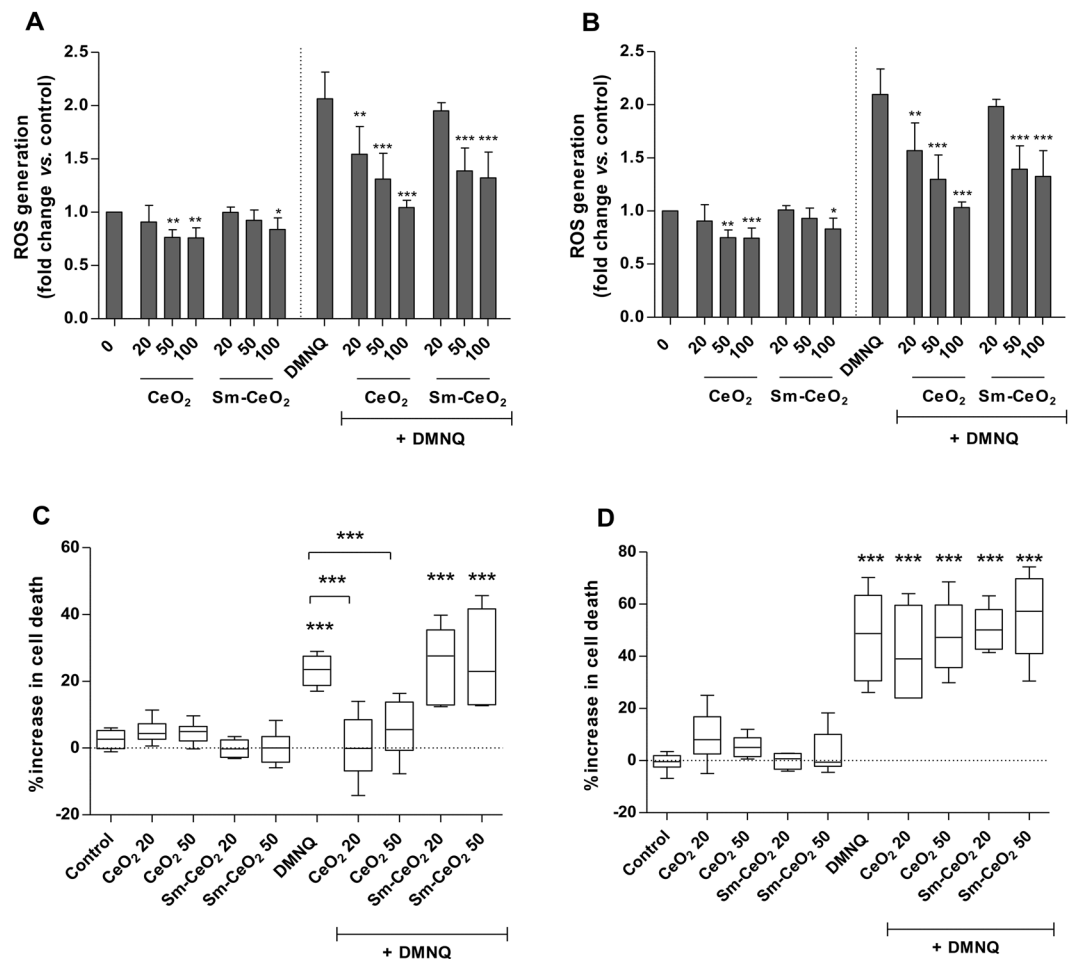 A
ROS generation
(fold change vs. control)
2.5
2.0
1.5
1.0
0.5
0.0
** *** *** *** ***
** ** * ***
0 20 50 100 20 50 100 DMNQ 20 50 100 20 50 100
CeO₂ Sm-CeO₂ CeO₂ Sm-CeO₂
+ DMNQ
B
ROS generation
(fold change vs. control)
2.5
2.0
1.5
1.0
0.5
0.0
** *** *** *** ***
** *** * ***
0 20 50 100 20 50 100 DMNQ 20 50 100 20 50 100
CeO₂ Sm-CeO₂ CeO₂ Sm-CeO₂
+ DMNQ
C
% increase in cell death
60
40
20
0
-20
***
*** *** ***
***
Control CeO₂ 20 CeO₂ 50 Sm-CeO₂ 20 Sm-CeO₂ 50 DMNQ CeO₂ 20 CeO₂ 50 Sm-CeO₂ 20 Sm-CeO₂ 50
+ DMNQ
D
% increase in cell death
80
60
40
20
0
-20
*** *** *** *** ***
Control CeO₂ 20 CeO₂ 50 Sm-CeO₂ 20 Sm-CeO₂ 50 DMNQ CeO₂ 20 CeO₂ 50 Sm-CeO₂ 20 Sm-CeO₂ 50
+ DMNQ